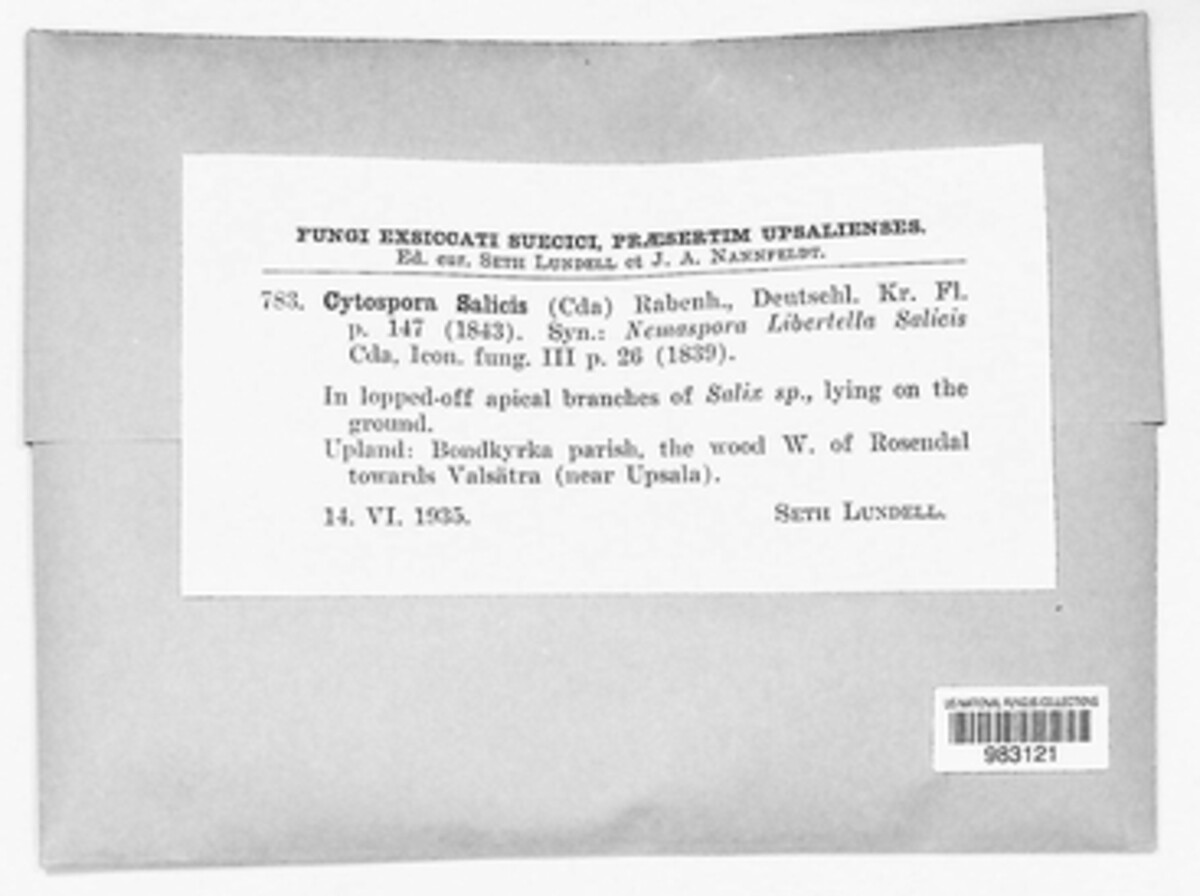 FUNGI EXSICCATI SUECICI, PRÆSERTIM UPSALIENSES.
Ed. cur. SETH LUNDELL et J. A. NANNFELDT.
783. Cytospora Salicis (Cda) Rabenh., Deutschl. Kr. Fl.
p. 147 (1843). Syn.: Nemaspora Libertella Salicis
Cda, Icon. fung. III p. 26 (1839).
In lopped-off apical branches of Salix sp., lying on the
ground.
Upland: Bondkyrka parish, the wood W. of Rosendal
towards Valsätra (near Upsala).
14. VI. 1935. SETH LUNDELL.
US NATIONAL FUNGUS COLLECTIONS
983121